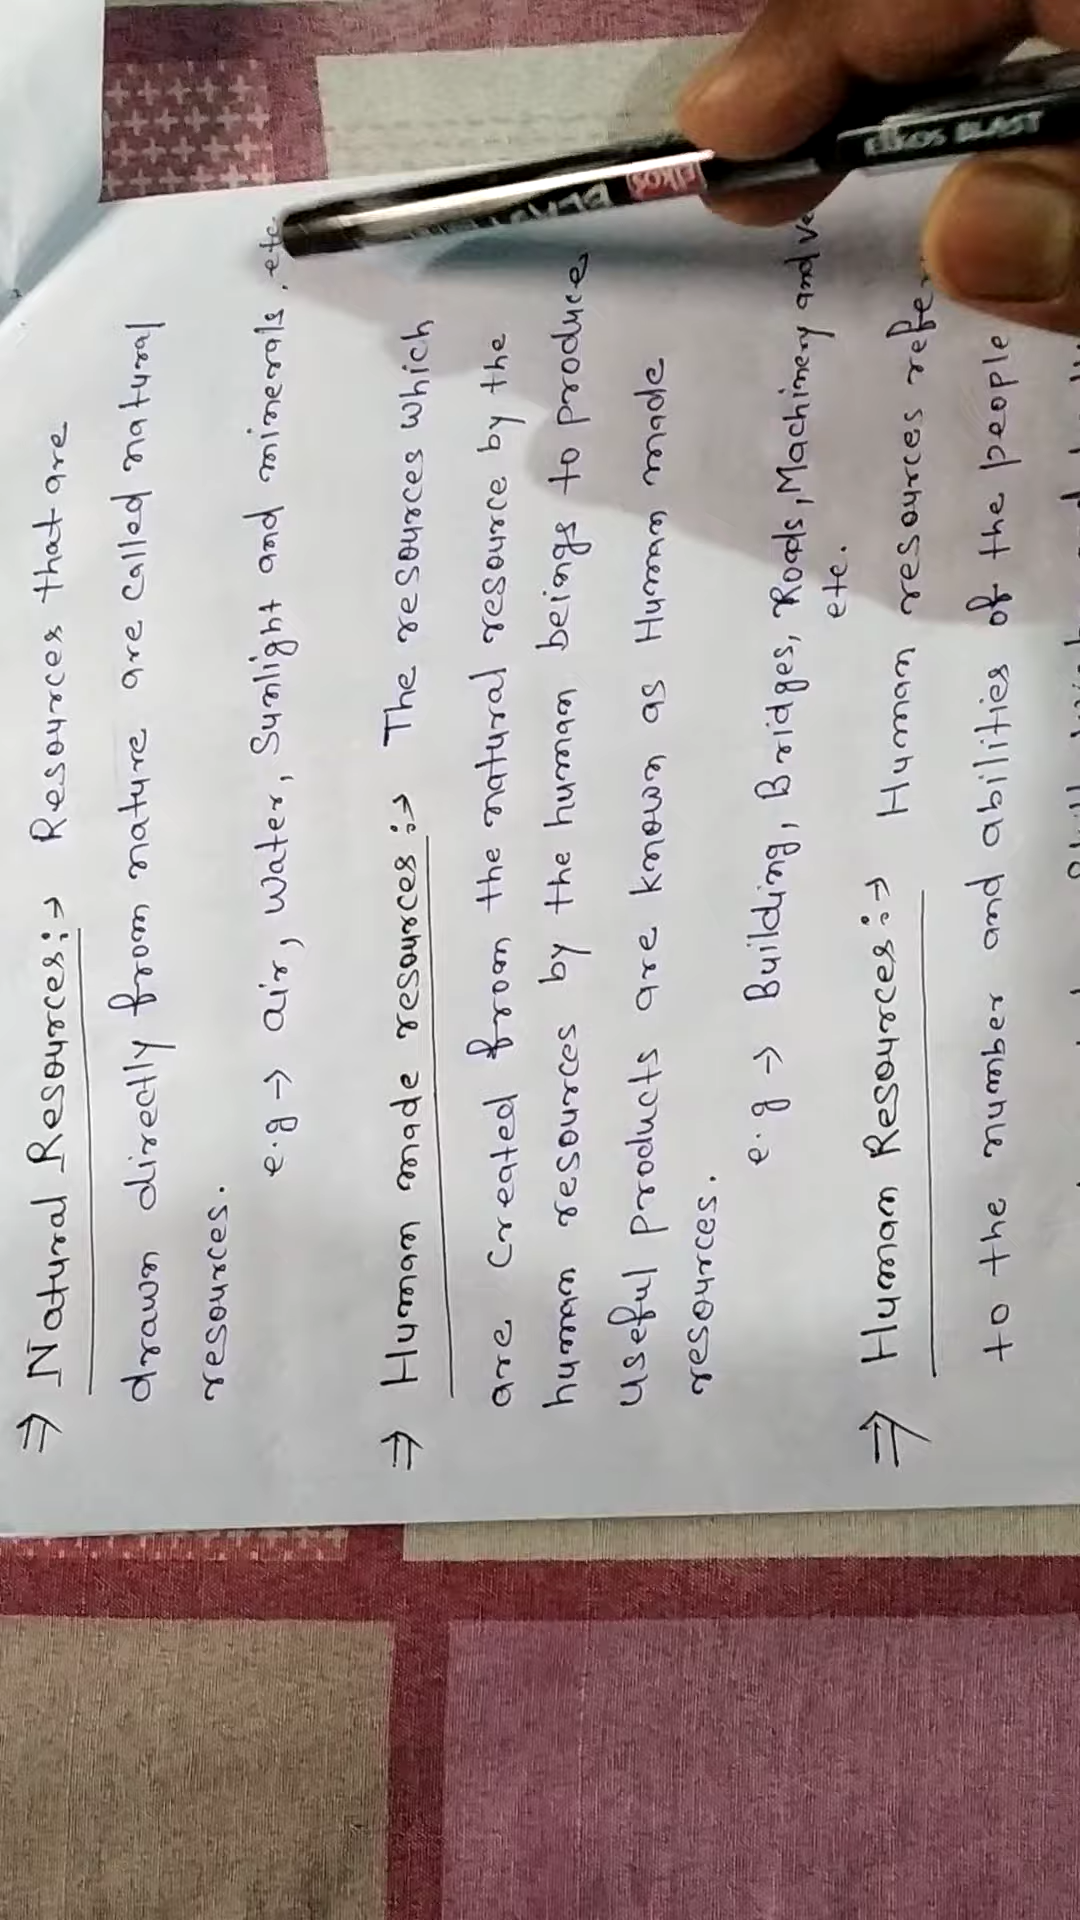 ⇒ Natural Resources:→ Resources that are
drawn directly from nature are called natural
resources.
e.g → air, water, Sunlight and minerals, etc
⇒ Human made resources:→ The resources which
are created from the natural resource by the
human resources by the human beings to produce
useful products are known as Human made
resources.
e.g → Building, Bridges, Roads, Machinery and
etc.
⇒ Human Resources:→ Human resources
to the number and abilities of the people
Elkos
BLAST
Elkos BLAST